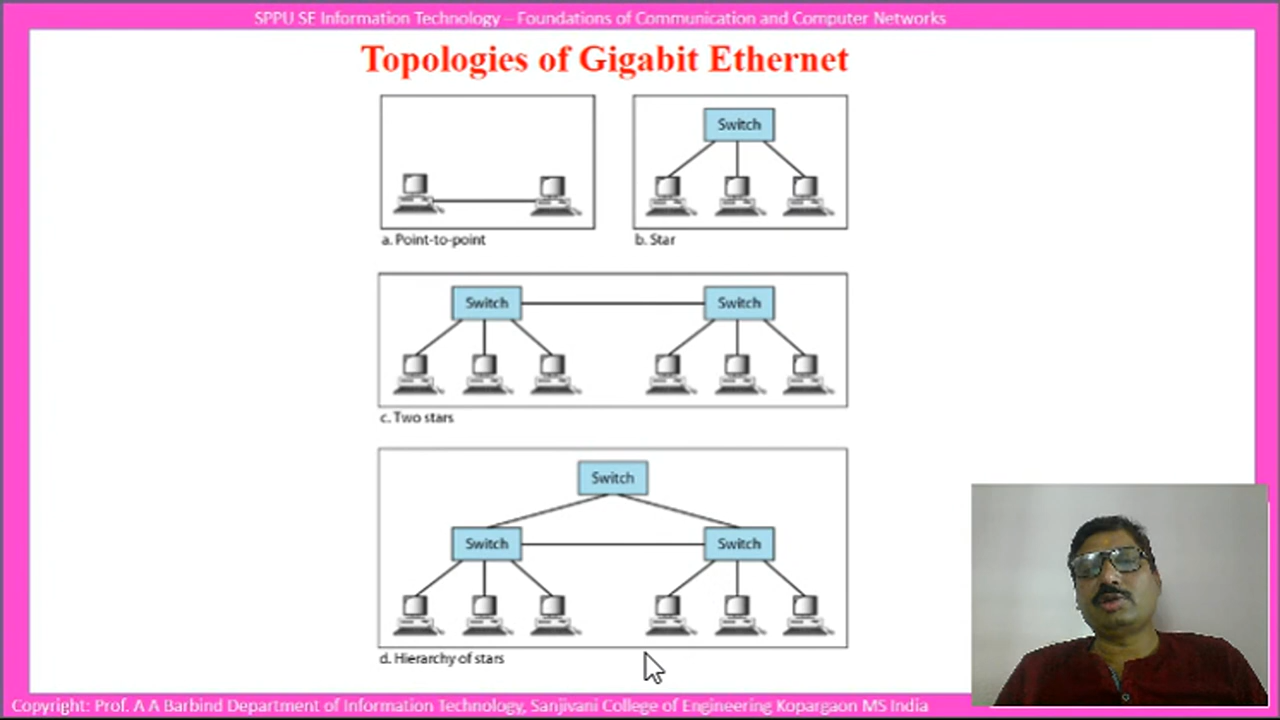 SPPU SE Information Technology – Foundations of Communication and Computer Networks
Topologies of Gigabit Ethernet
Switch
a. Point-to-point
b. Star
Switch
Switch
c. Two stars
Switch
Switch
Switch
d. Hierarchy of stars
Copyright: Prof. A A Barbind Department of Information Technology, Sanjivani College of Engineering Kopargaon MS India